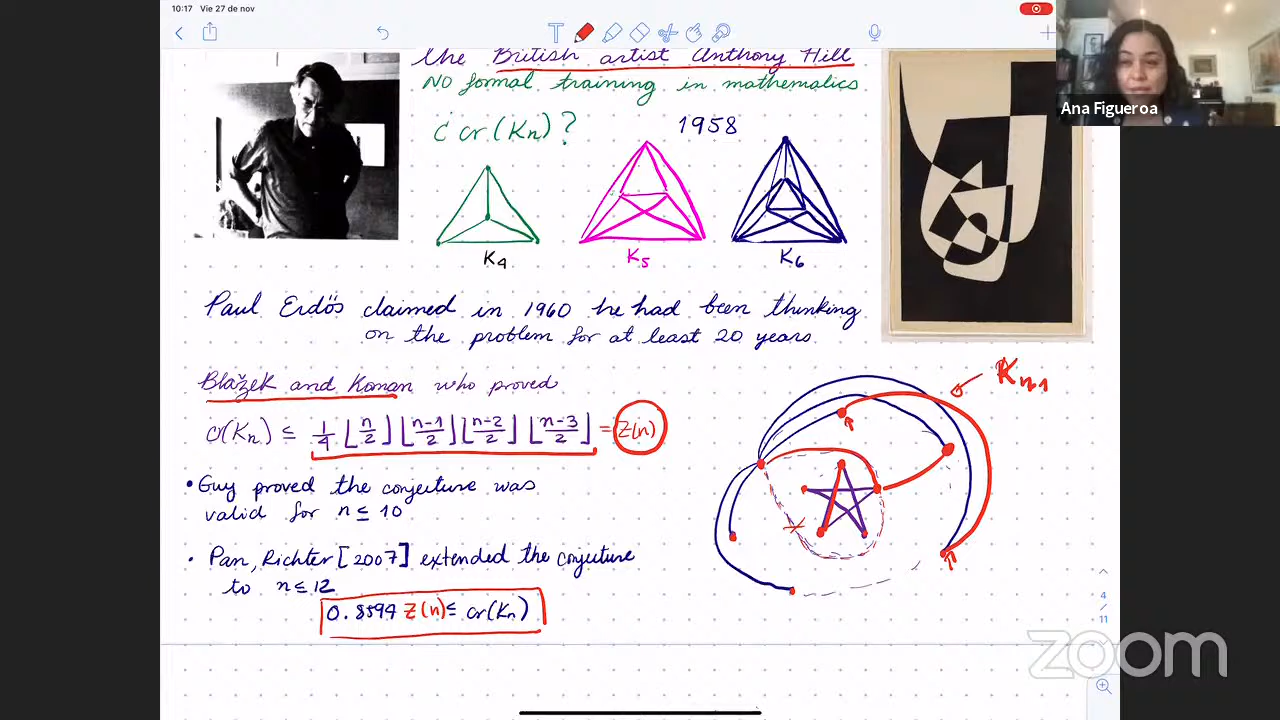 10:17 Vie 27 de nov
T
the British artist Anthony Hill
NO formal training in mathematics
¿ cr(Kn)?
1958
K4
K5
K6
Paul Erdös claimed in 1960 he had been thinking
on the problem for at least 20 years
Blažek and Koman who proved
cr(Kn) ≤ 1/4 ⌊n/2⌋ ⌊n-1/2⌋ ⌊n-2/2⌋ ⌊n-3/2⌋ = Z(n)
• Guy proved the conjecture was
valid for n ≤ 10
• Pan, Richter [2007] extended the conjecture
to n ≤ 12
0.8594 Z(n) ≤ cr(Kn)
Ana Figueroa
4
/
11
zoom